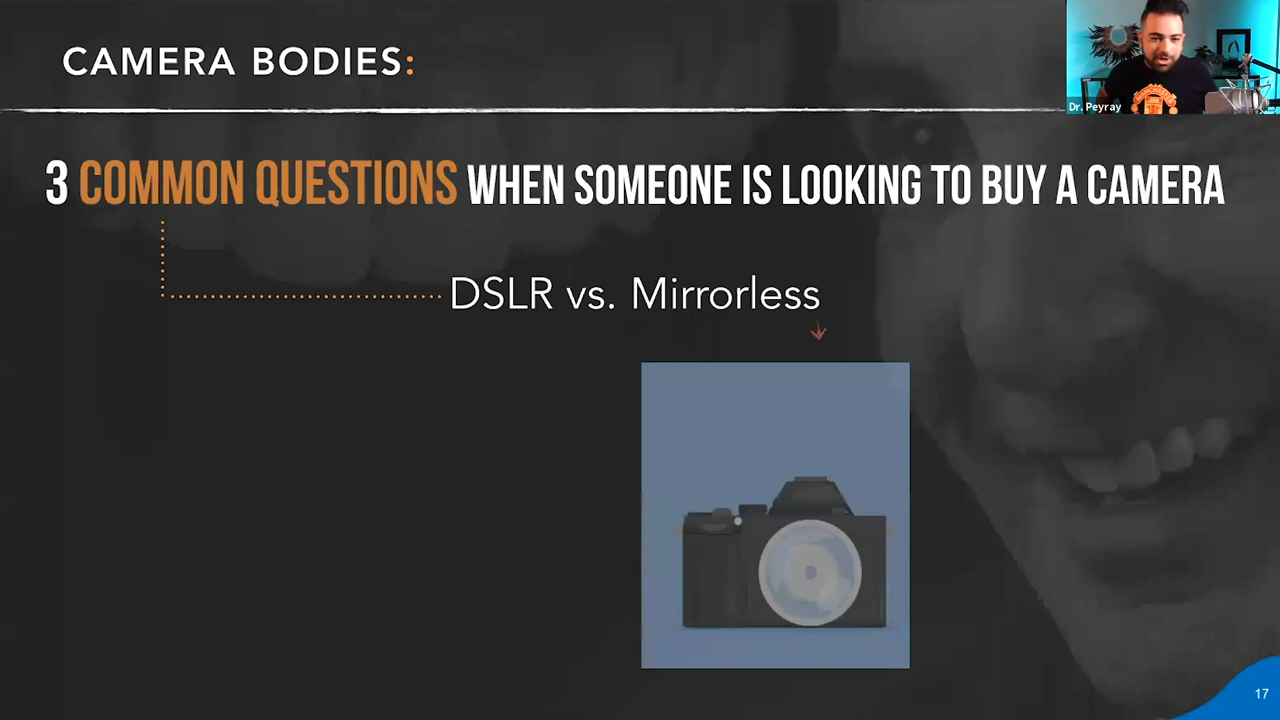 CAMERA BODIES:
Dr. Peyray
3 COMMON QUESTIONS WHEN SOMEONE IS LOOKING TO BUY A CAMERA
DSLR vs. Mirrorless
17